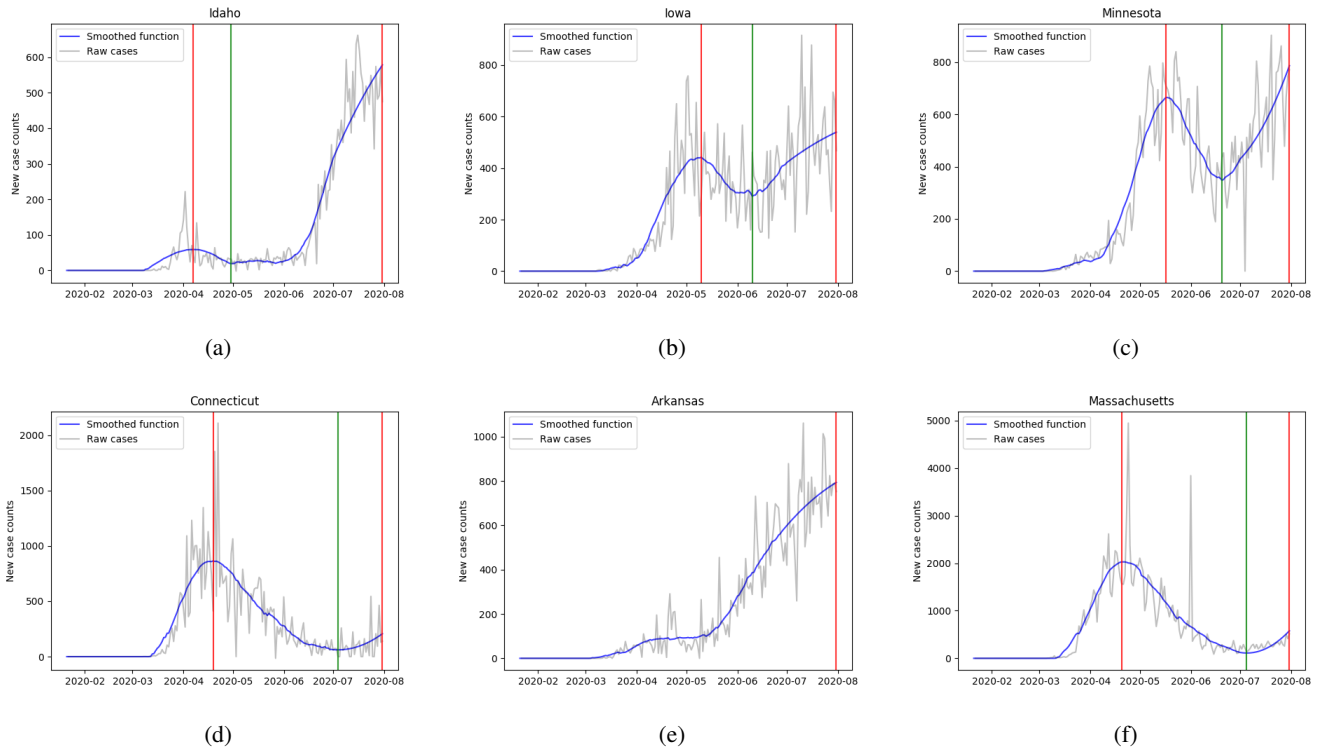 Idaho
Smoothed function
Raw cases
New case counts
600
500
400
300
200
100
0
2020-02 2020-03 2020-04 2020-05 2020-06 2020-07 2020-08
(a)
Iowa
Smoothed function
Raw cases
New case counts
800
600
400
200
0
2020-02 2020-03 2020-04 2020-05 2020-06 2020-07 2020-08
(b)
Minnesota
Smoothed function
Raw cases
New case counts
800
600
400
200
0
2020-02 2020-03 2020-04 2020-05 2020-06 2020-07 2020-08
(c)
Connecticut
Smoothed function
Raw cases
New case counts
2000
1500
1000
500
0
2020-02 2020-03 2020-04 2020-05 2020-06 2020-07 2020-08
(d)
Arkansas
Smoothed function
Raw cases
New case counts
1000
800
600
400
200
0
2020-02 2020-03 2020-04 2020-05 2020-06 2020-07 2020-08
(e)
Massachusetts
Smoothed function
Raw cases
New case counts
5000
4000
3000
2000
1000
0
2020-02 2020-03 2020-04 2020-05 2020-06 2020-07 2020-08
(f)